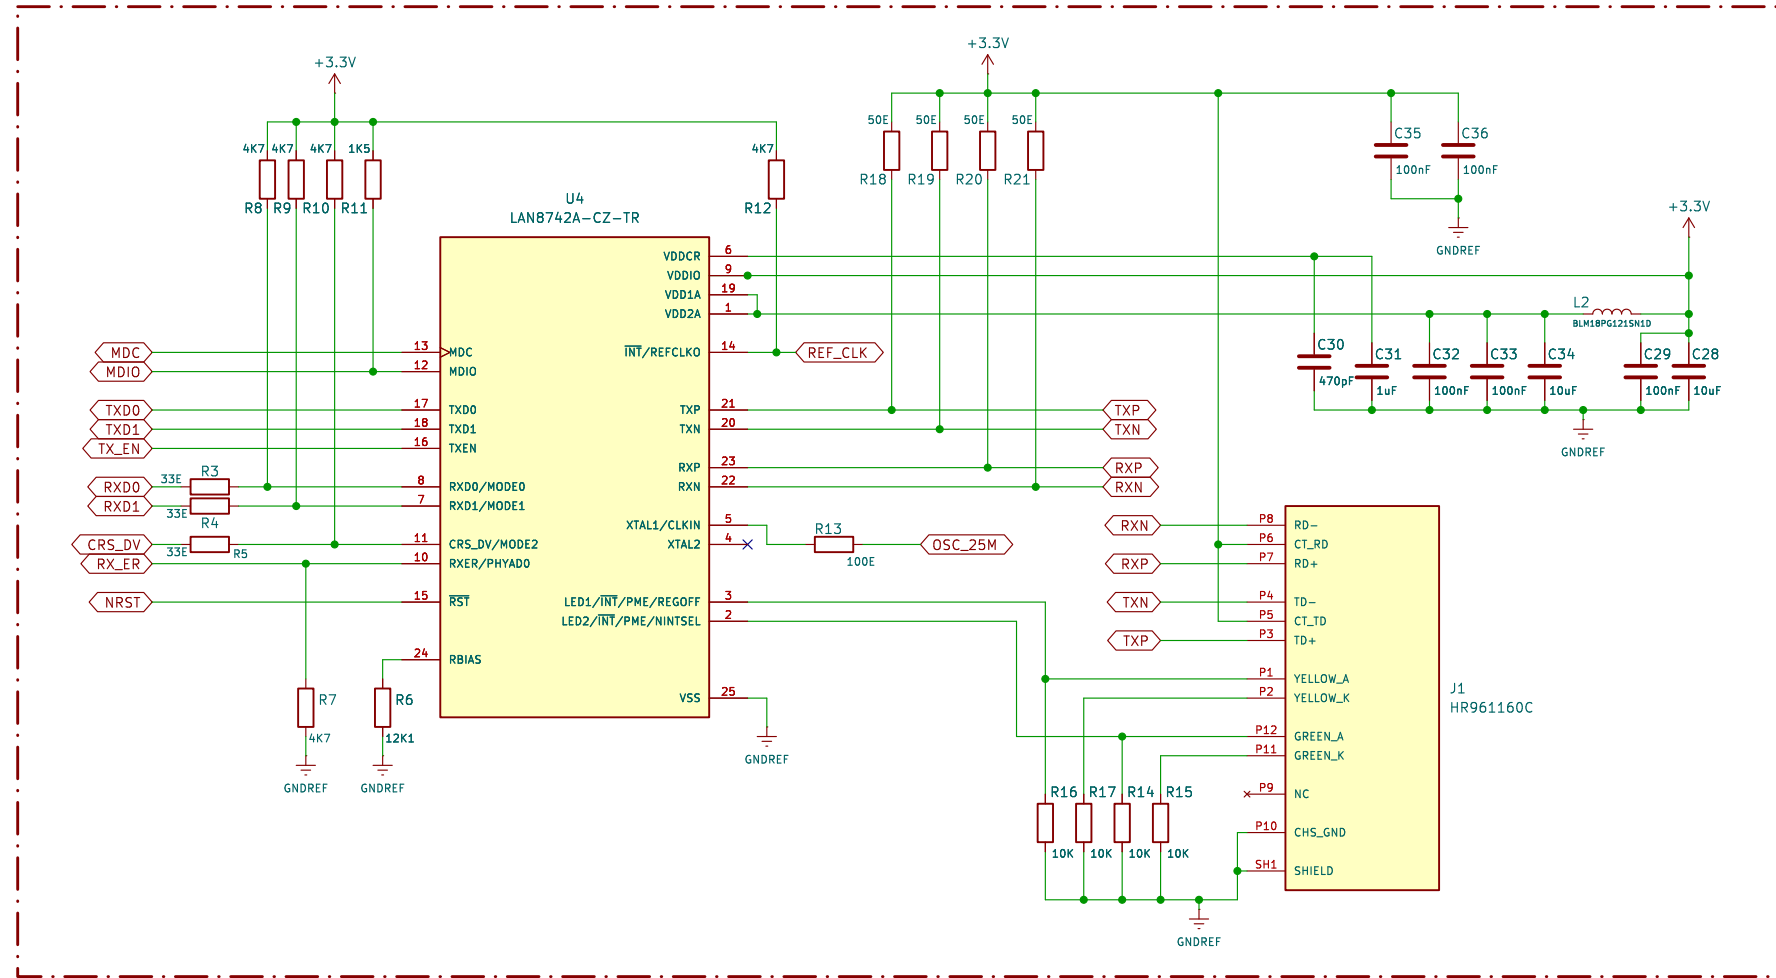 +3.3V
+3.3V
50E 50E 50E 50E
C35 C36
4K7 4K7 4K7 1K5 4K7
100nF 100nF
R18 R19 R20 R21
U4
R8 R9 R10 R11 R12
+3.3V
LAN8742A-CZ-TR
GNDREF
VDDCR 6
VDDIO 9
VDD1A 19
VDD2A 1
L2
BLM18PG121SN1D
MDC 13 MDC INT/REFCLKO 14 REF_CLK
C30 C31 C32 C33 C34 C29 C28
MDIO 12 MDIO
470pF 1uF 100nF 100nF 10uF 100nF 10uF
TXD0 17 TXD0 TXP 21 TXP
TXD1 18 TXD1 TXN 20 TXN
TX_EN 16 TXEN
GNDREF
RXP 23 RXP
R3
33E
RXD0 8 RXD0/MODE0 RXN 22 RXN
RXD1 7 RXD1/MODE1
33E
R4
XTAL1/CLKIN 5 R13 RXN P8 RD-
CRS_DV 11 CRS_DV/MODE2 XTAL2 4 OSC_25M P6 CT_RD
33E R5
100E
RX_ER 10 RXER/PHYAD0 RXP P7 RD+
NRST 15 RST LED1/INT/PME/REGOFF 3 TXN P4 TD-
LED2/INT/PME/NINTSEL 2 P5 CT_TD
TXP P3 TD+
24 RBIAS
P1 YELLOW_A
J1
R7 R6 VSS 25 P2 YELLOW_K
HR961160C
4K7 12K1 P12 GREEN_A
GNDREF P11 GREEN_K
GNDREF GNDREF
R16 R17 R14 R15 P9 NC
P10 CHS_GND
10K 10K 10K 10K
SH1 SHIELD
GNDREF